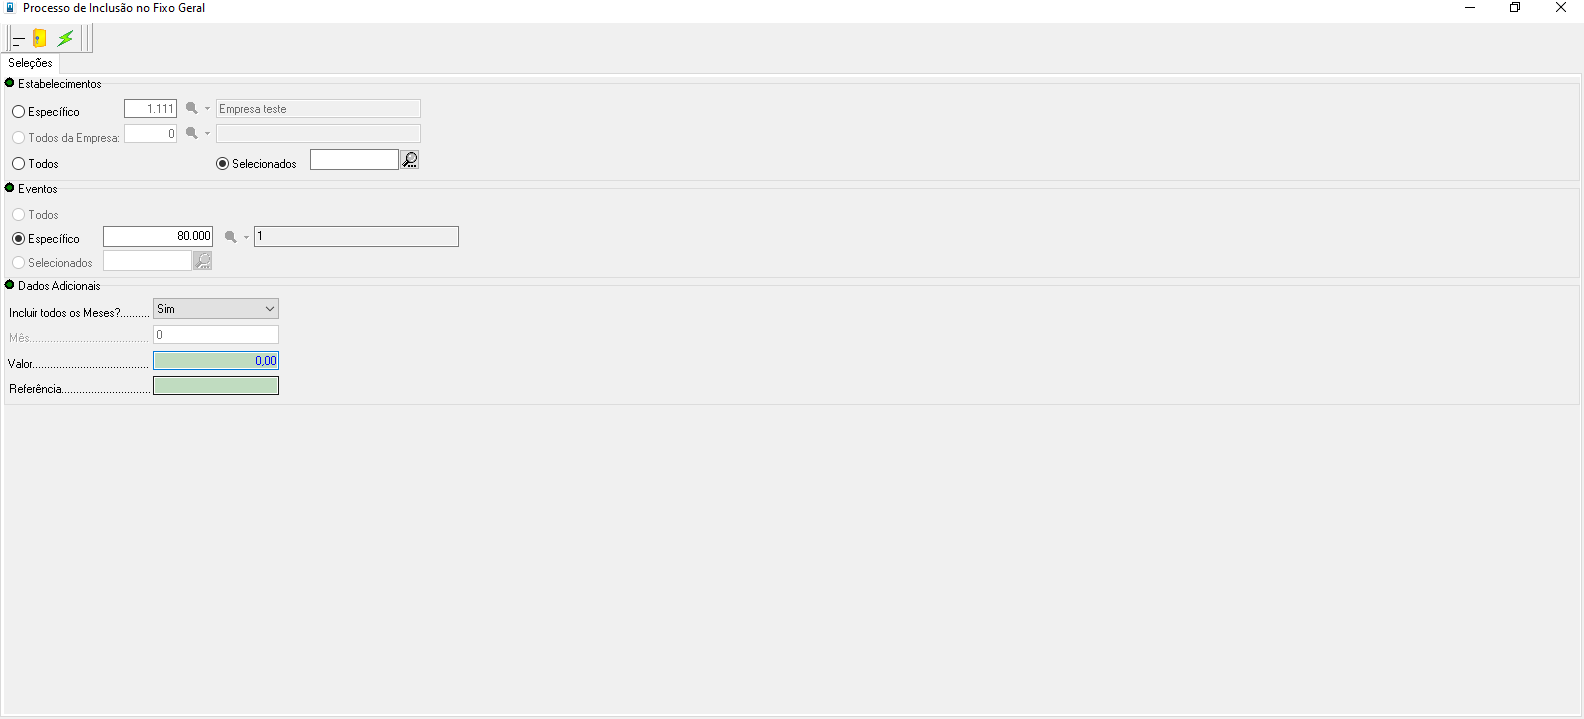 Processo de Inclusão no Fixo Geral
Seleções
Estabelecimentos
Específico 1.111 Empresa teste
Todos da Empresa: 0
Todos Selecionados
Eventos
Todos
Específico 80.000 1
Selecionados
Dados Adicionais
Incluir todos os Meses?.......... Sim
Mês........................................ 0
Valor....................................... 0,00
Referência..............................